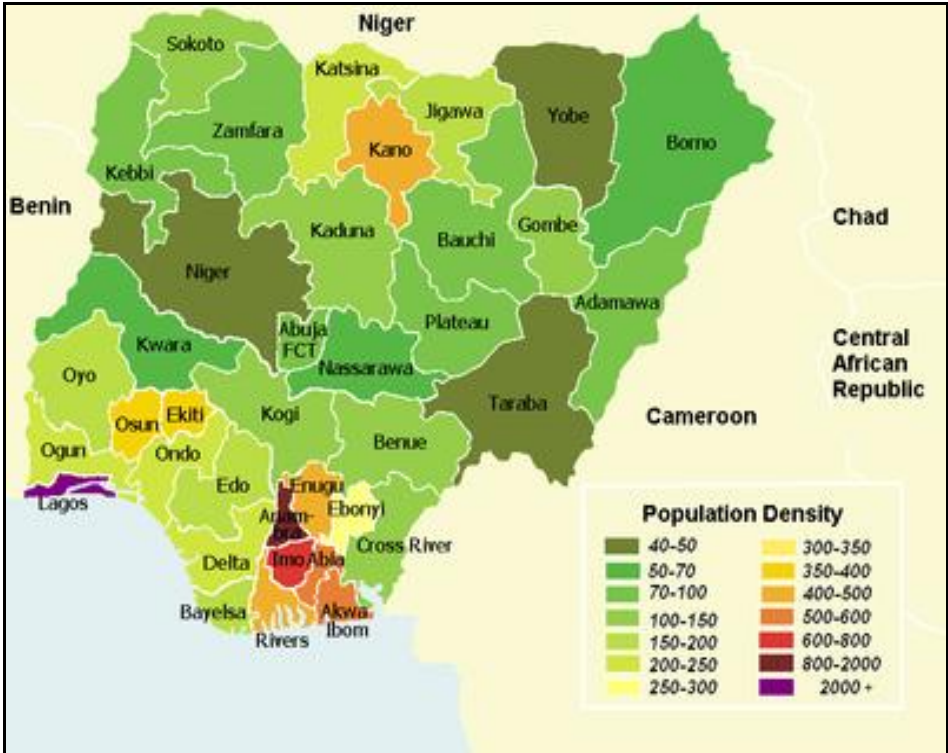 Niger
Sokoto
Katsina
Jigawa
Yobe
Borno
Zamfara
Kano
Kebbi
Benin
Chad
Kaduna
Bauchi
Gombe
Niger
Adamawa
Plateau
Abuja
FCT
Kwara
Nassarawa
Central
African
Republic
Oyo
Taraba
Cameroon
Osun
Ekiti
Kogi
Benue
Ogun
Ondo
Edo
Enugu
Lagos
Anam-
bra
Ebonyi
Cross River
Delta
Imo
Abia
Bayelsa
Akwa
Ibom
Rivers
Population Density
40-50
50-70
70-100
100-150
150-200
200-250
250-300
300-350
350-400
400-500
500-600
600-800
800-2000
2000 +